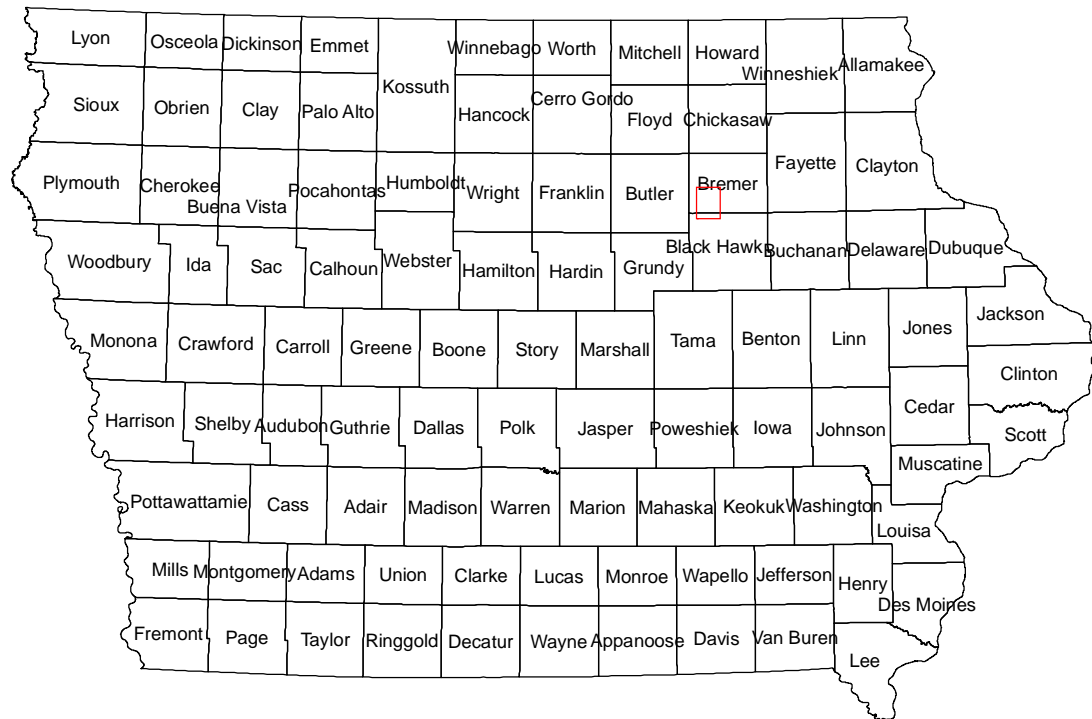 Lyon Osceola Dickinson Emmet Kossuth Winnebago Worth Mitchell Howard Winneshiek Allamakee
Sioux Obrien Clay Palo Alto Hancock Cerro Gordo Floyd Chickasaw
Plymouth Cherokee Buena Vista Pocahontas Humboldt Wright Franklin Butler Bremer Fayette Clayton
Woodbury Ida Sac Calhoun Webster Hamilton Hardin Grundy Black Hawk Buchanan Delaware Dubuque
Monona Crawford Carroll Greene Boone Story Marshall Tama Benton Linn Jones Jackson
Clinton
Harrison Shelby Audubon Guthrie Dallas Polk Jasper Poweshiek Iowa Johnson Cedar Scott
Muscatine
Pottawattamie Cass Adair Madison Warren Marion Mahaska Keokuk Washington Louisa
Mills Montgomery Adams Union Clarke Lucas Monroe Wapello Jefferson Henry Des Moines
Fremont Page Taylor Ringgold Decatur Wayne Appanoose Davis Van Buren Lee